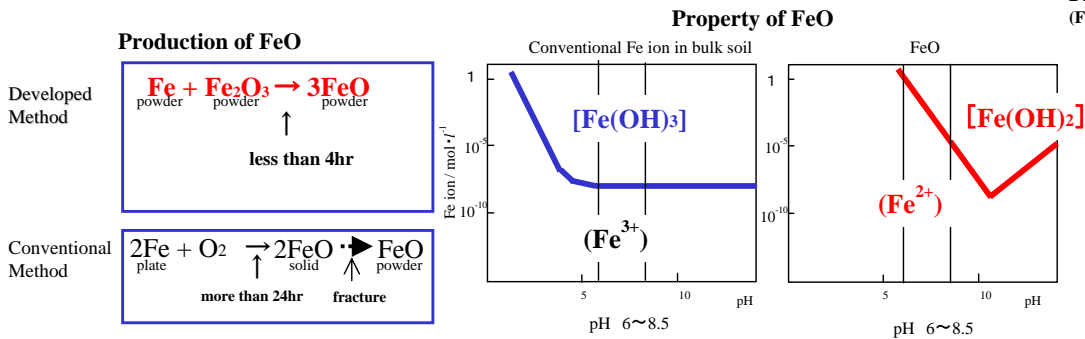 Property of FeO
(F
Production of FeO
Conventional Fe ion in bulk soil
FeO
Developed
Method
Fe + Fe₂O₃ → 3FeO
powder powder powder
↑
less than 4hr
Conventional
Method
2Fe + O2 → 2FeO ⋯▶ FeO
plate solid powder
↑ ↑
more than 24hr fracture
Fe ion / mol・l⁻¹
1
10⁻⁵
10⁻¹⁰
[Fe(OH)3]
(Fe³⁺)
5 10 pH
pH 6~8.5
1
10⁻⁵
10⁻¹⁰
[Fe(OH)2]
(Fe²⁺)
5 10 pH
pH 6~8.5